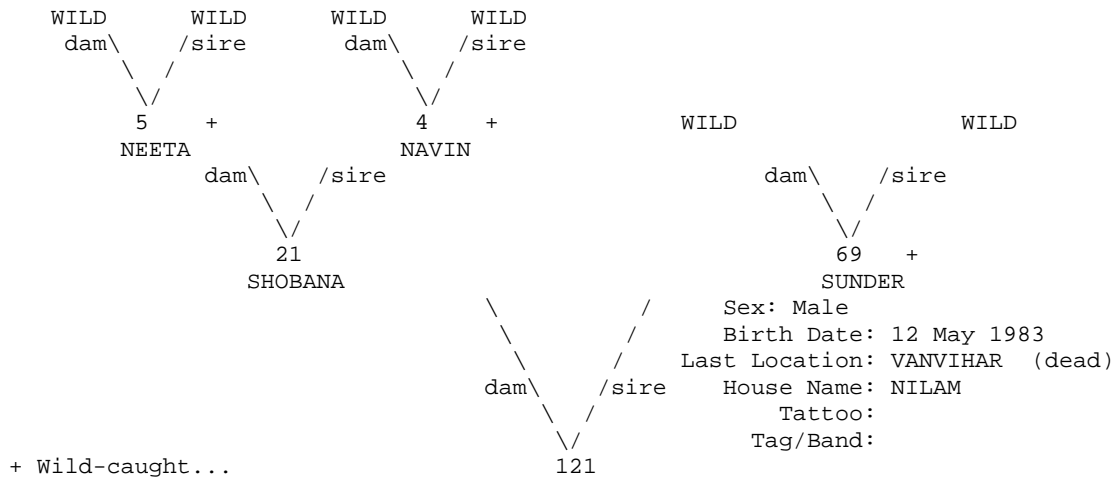 WILD WILD WILD WILD
dam\ /sire dam\ /sire
\ / \ /
\/ \/
5 + 4 + WILD WILD
NEETA NAVIN
dam\ /sire dam\ /sire
\ / \ /
\/ \/
21 69 +
SHOBANA SUNDER
\ / Sex: Male
\ / Birth Date: 12 May 1983
\ / Last Location: VANVIHAR (dead)
dam\ /sire House Name: NILAM
\ / Tattoo:
\/ Tag/Band:
+ Wild-caught... 121